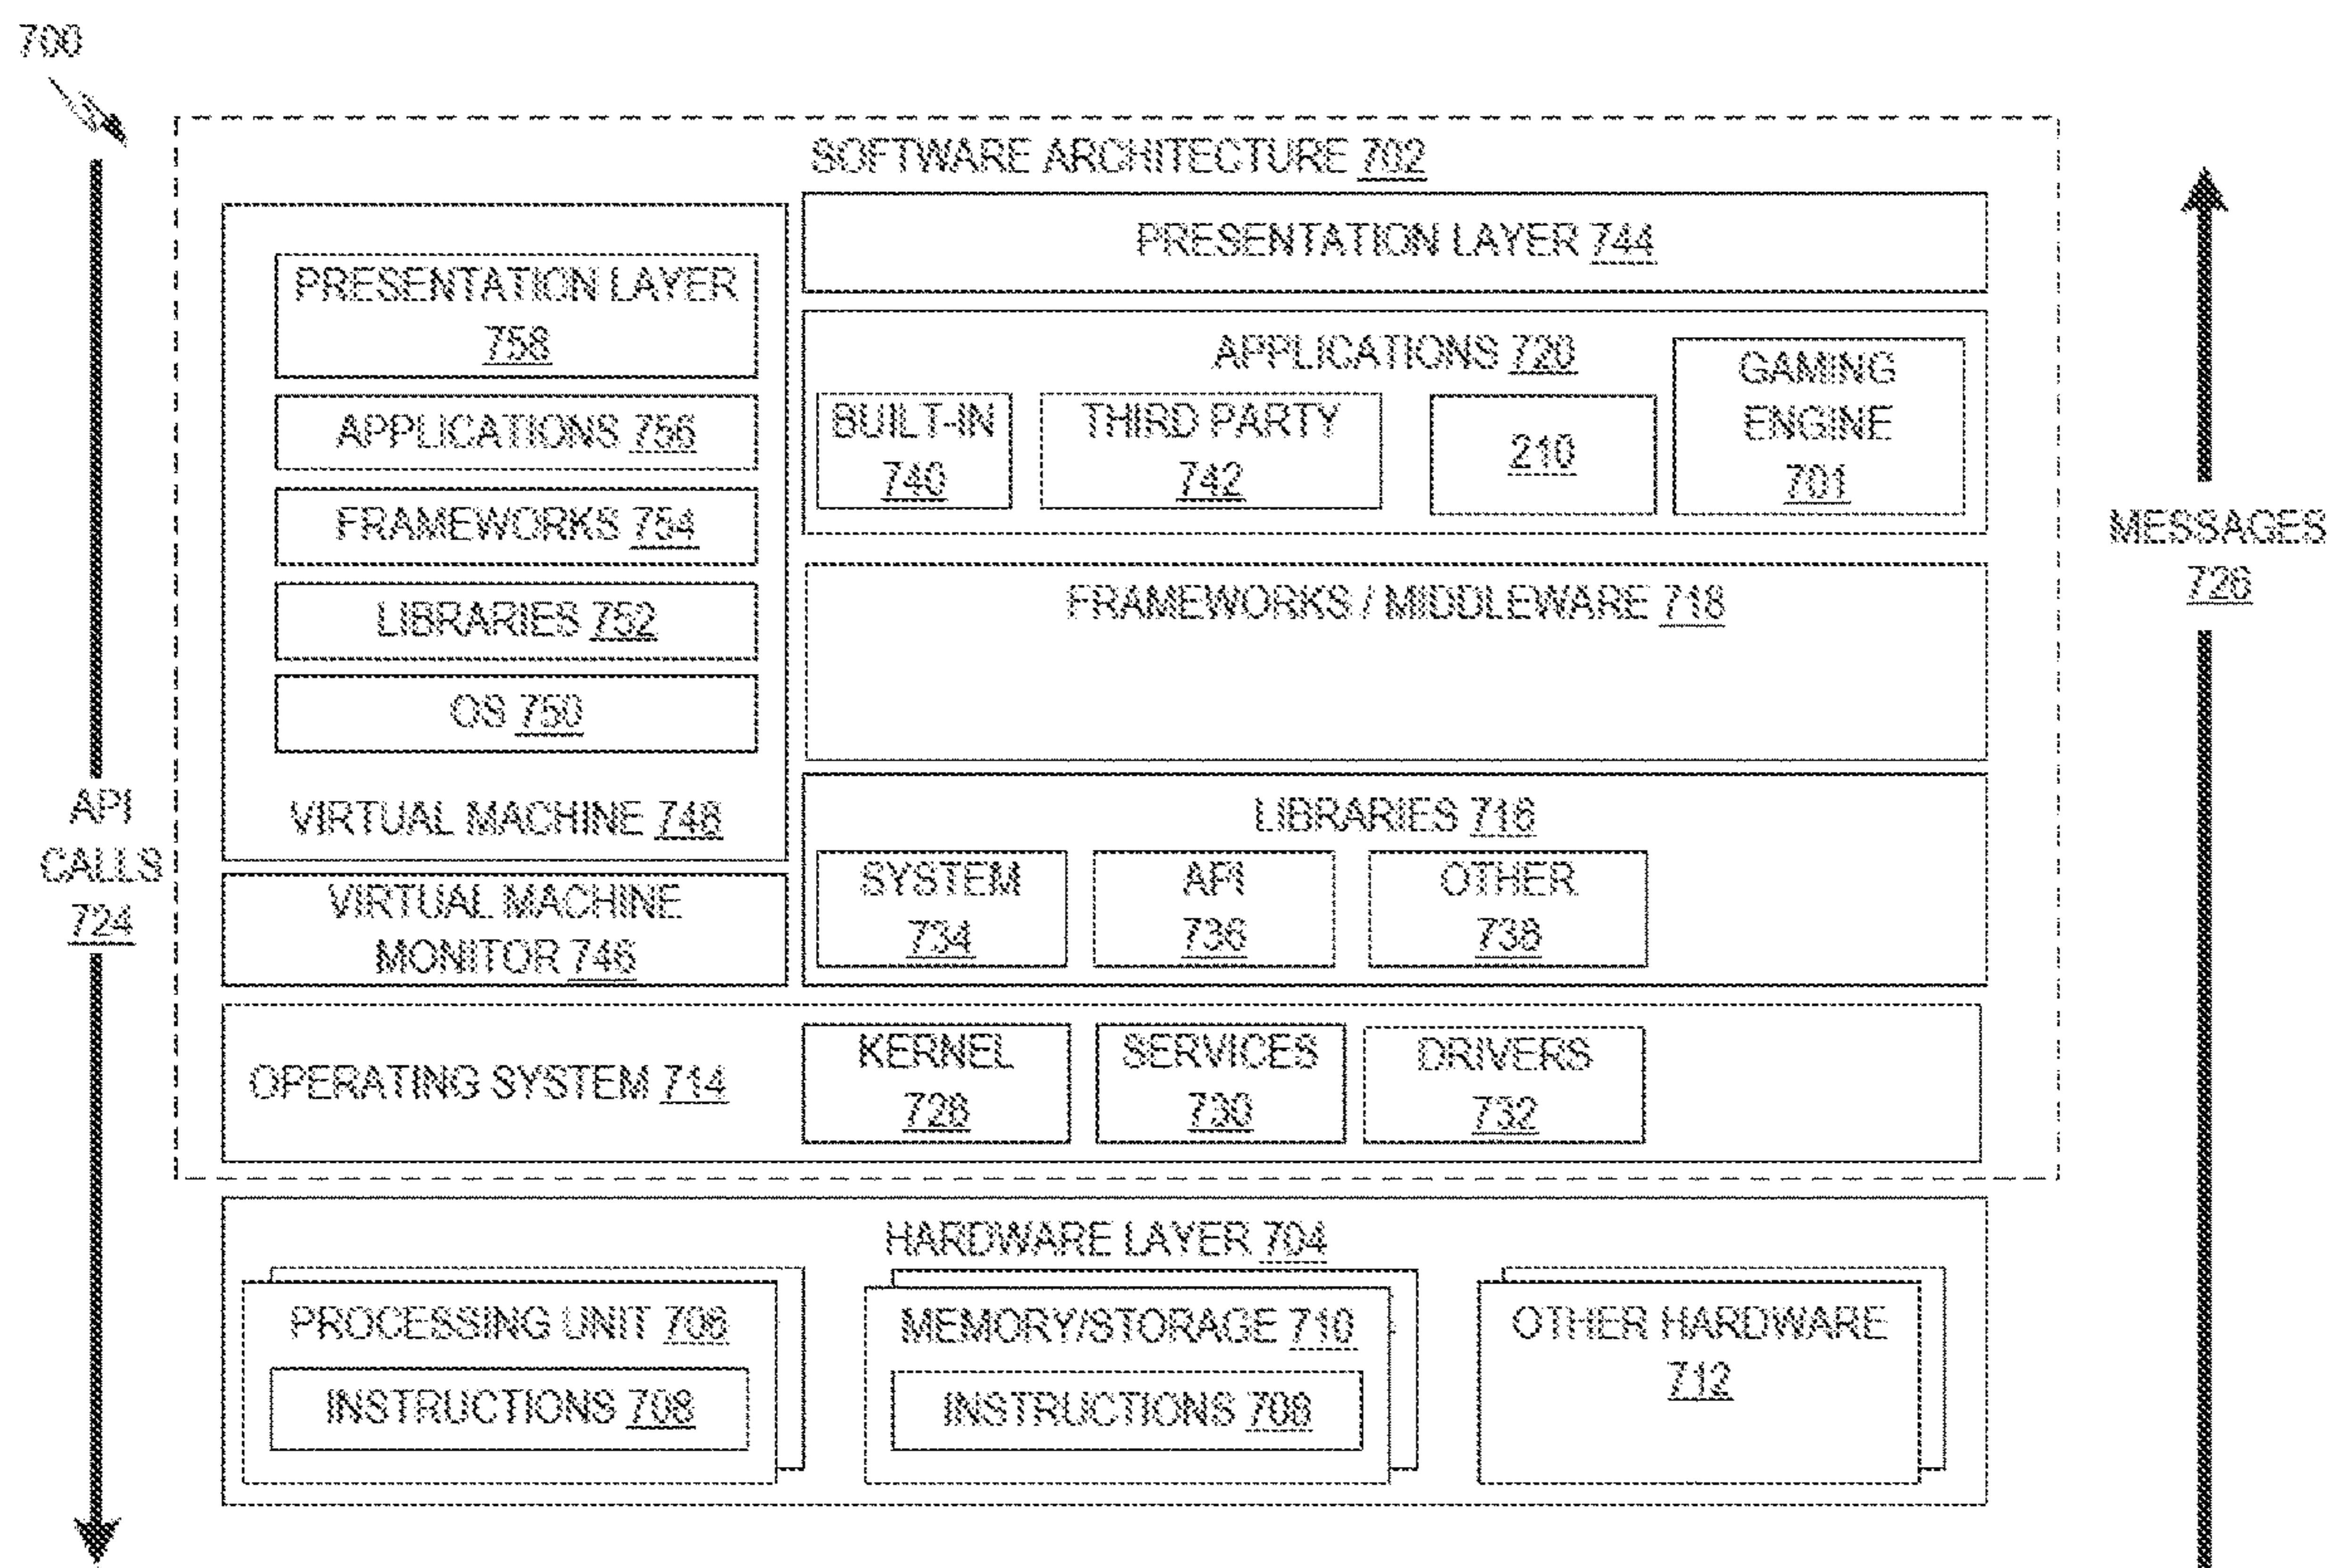 700
SOFTWARE ARCHITECTURE 702
PRESENTATION LAYER 744
PRESENTATION LAYER
758
APPLICATIONS 756
FRAMEWORKS 754
LIBRARIES 752
OS 750
VIRTUAL MACHINE 748
VIRTUAL MACHINE
MONITOR 746
APPLICATIONS 720
BUILT-IN
740
THIRD PARTY
742
210
GAMING
ENGINE
701
FRAMEWORKS / MIDDLEWARE 718
LIBRARIES 716
SYSTEM
734
API
736
OTHER
738
OPERATING SYSTEM 714
KERNEL
728
SERVICES
730
DRIVERS
732
HARDWARE LAYER 704
PROCESSING UNIT 706
INSTRUCTIONS 708
MEMORY/STORAGE 710
INSTRUCTIONS 708
OTHER HARDWARE
712
API
CALLS
724
MESSAGES
726